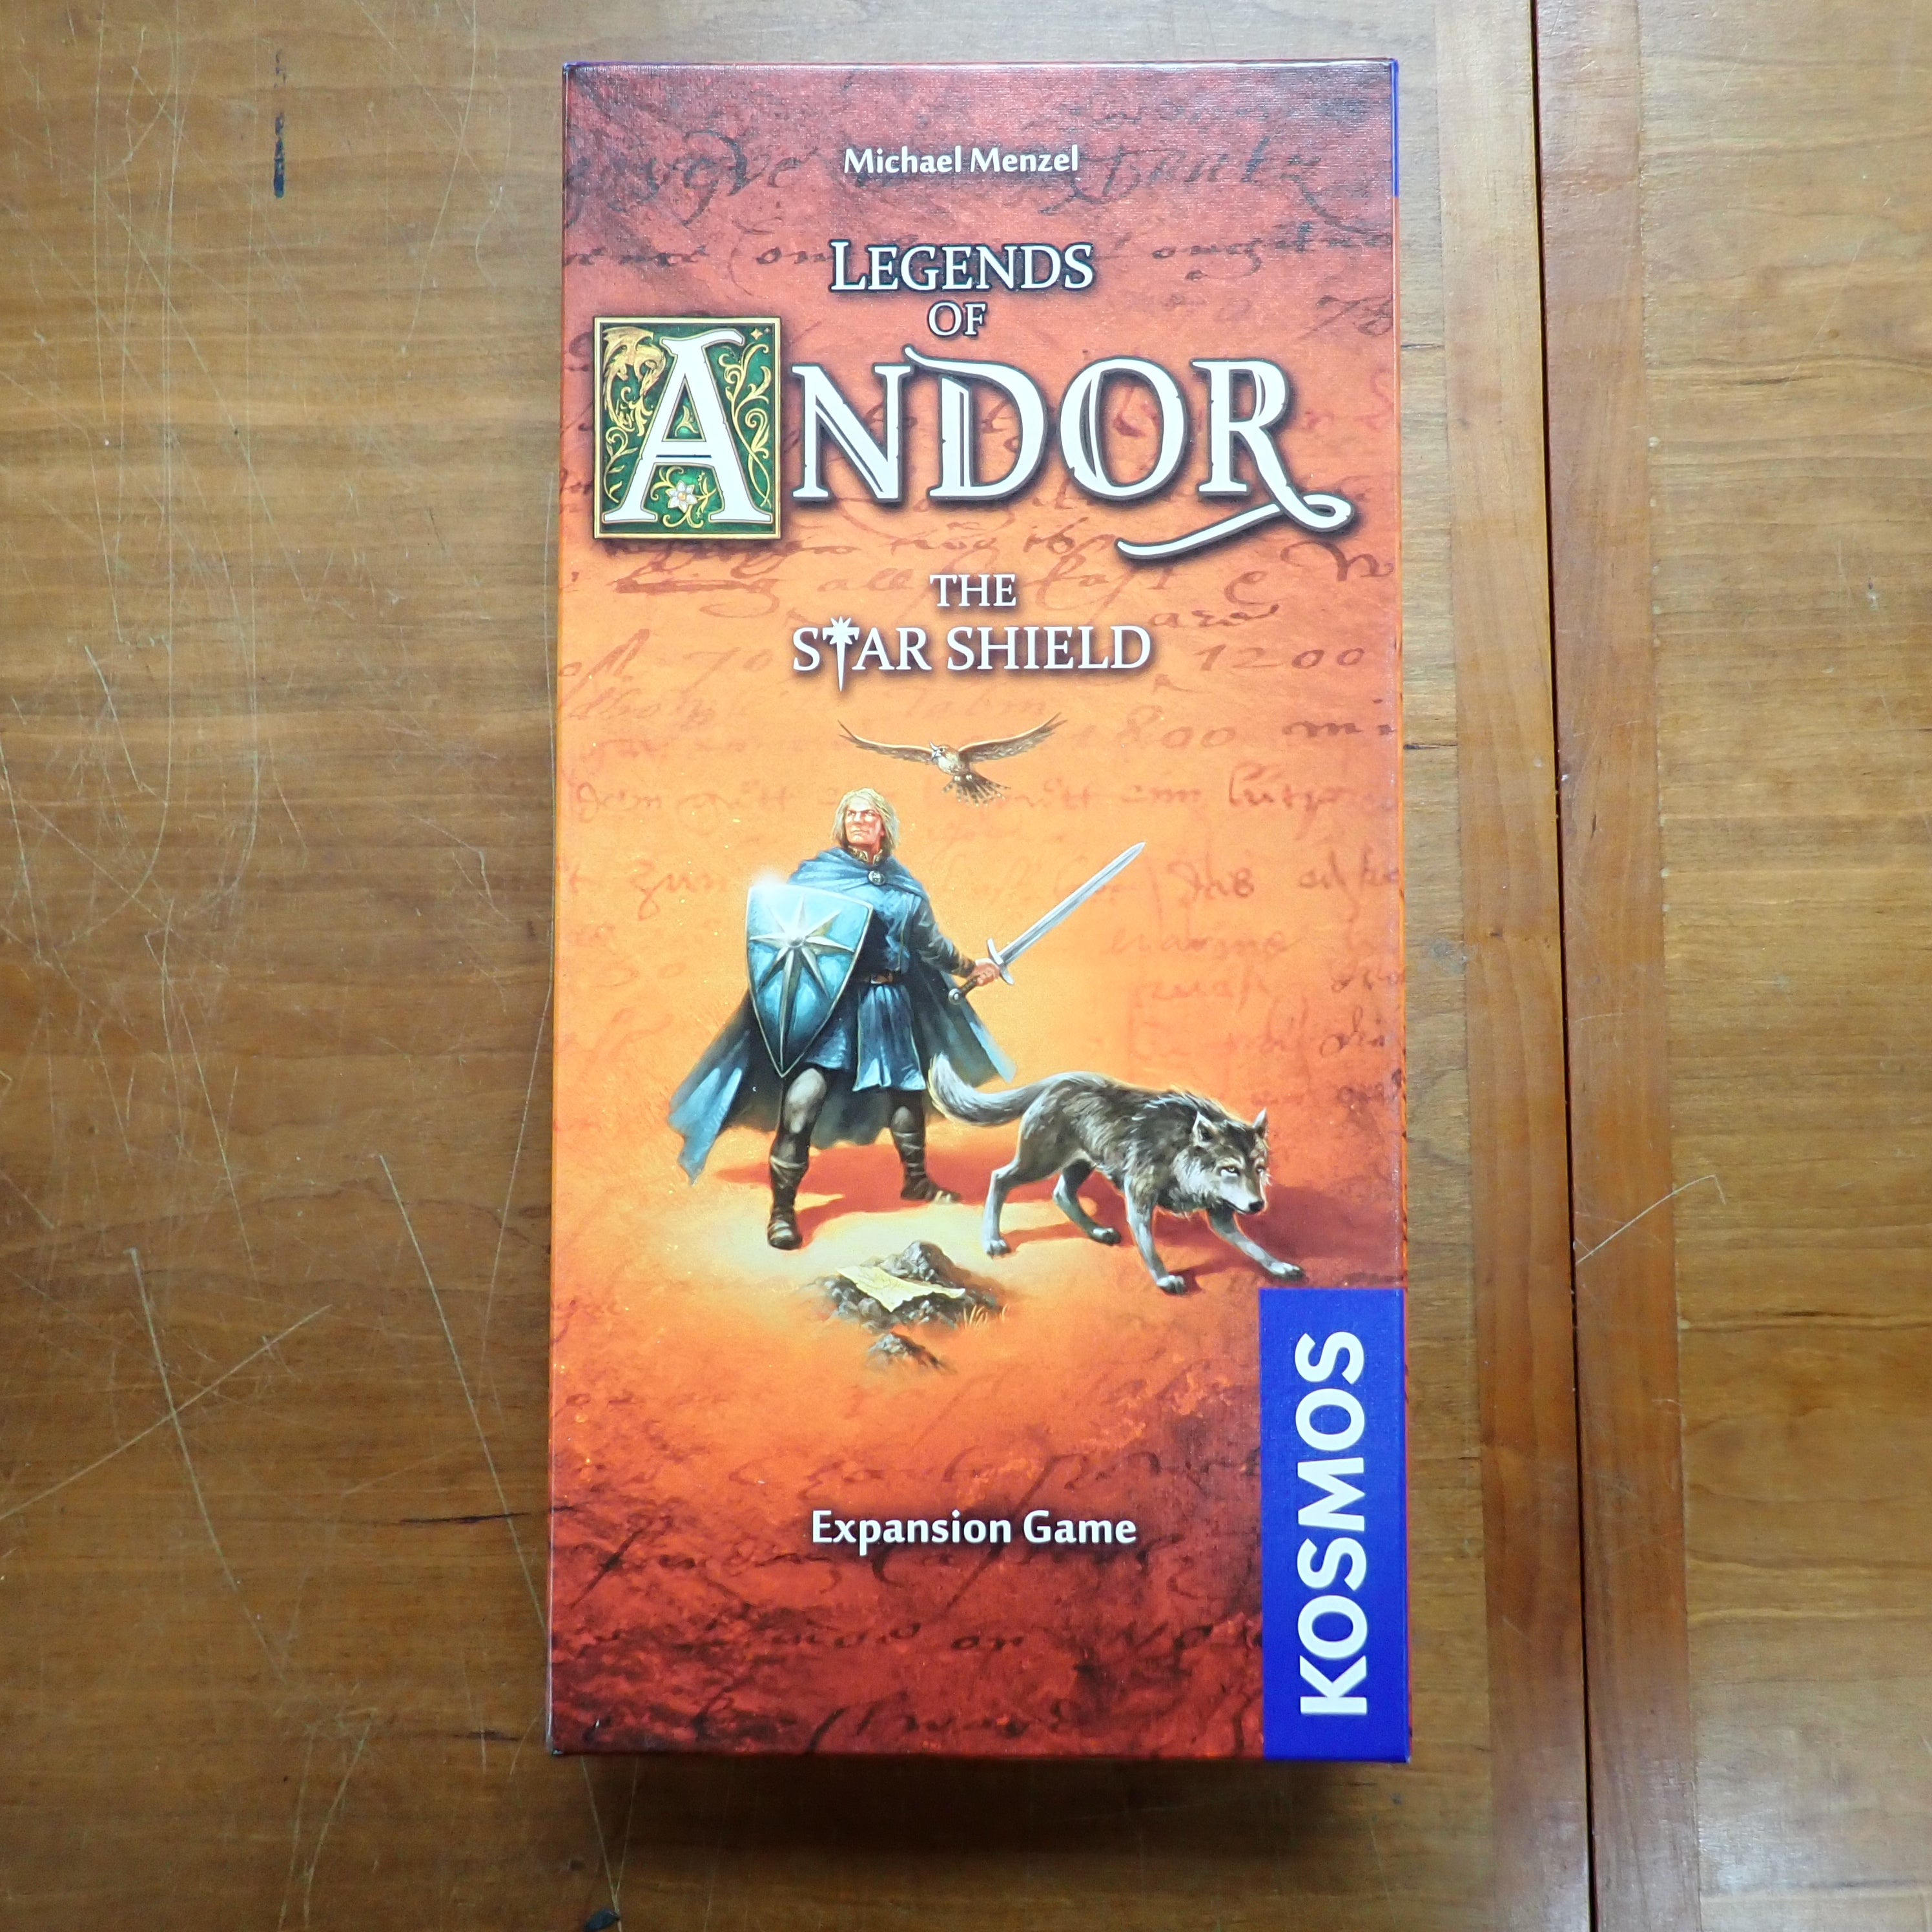 Michael Menzel
LEGENDS
OF
ANDOR
THE
STAR SHIELD
Expansion Game
KOSMOS